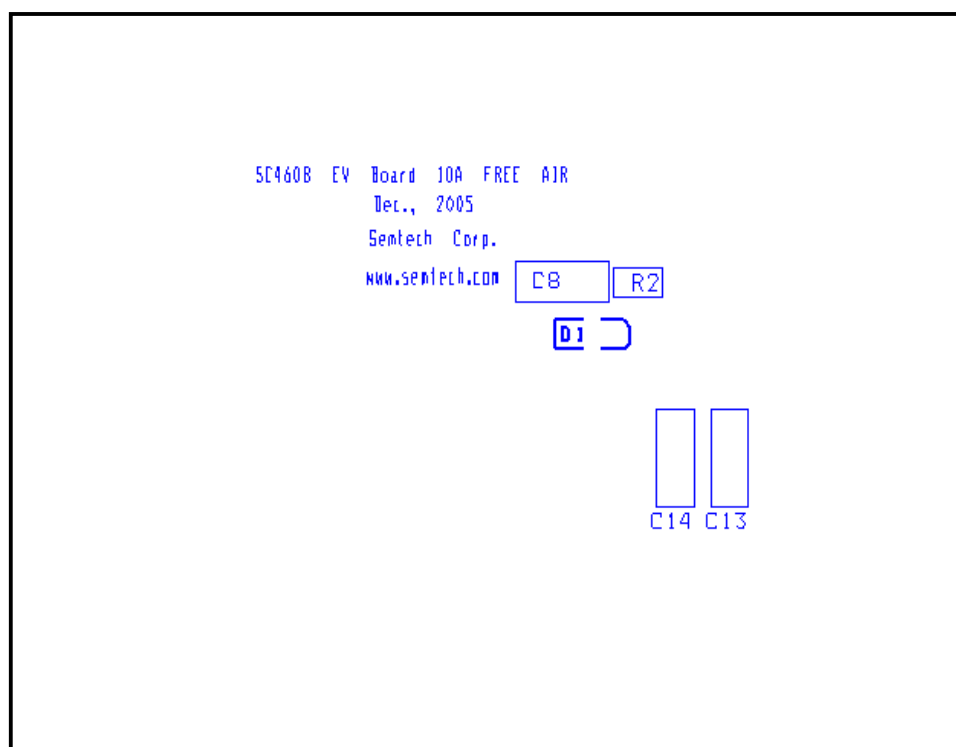 SC460B EV Board 10A FREE AIR
Dec., 2005
Semtech Corp.
www.semtech.com
C8 R2
D1
C14 C13